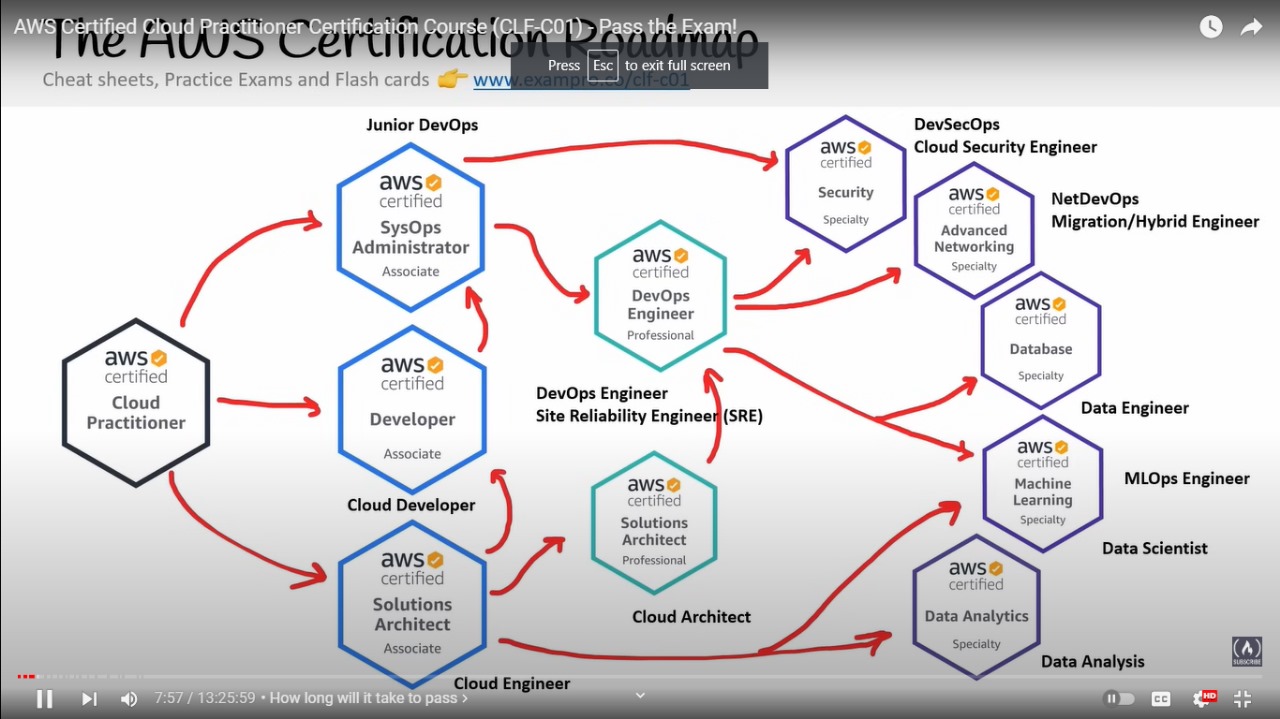 AWS Certified Cloud Practitioner Certification Course (CLF-C01) - Pass the Exam!
The AWS Certification Roadmap
Press Esc to exit full screen
Cheat sheets, Practice Exams and Flash cards 👉 www.exampro.co/clf-c01
Junior DevOps
aws
certified
SysOps
Administrator
Associate
aws
certified
Security
Specialty
DevSecOps
Cloud Security Engineer
aws
certified
Advanced
Networking
Specialty
NetDevOps
Migration/Hybrid Engineer
aws
certified
DevOps
Engineer
Professional
DevOps Engineer
Site Reliability Engineer (SRE)
aws
certified
Database
Specialty
Data Engineer
aws
certified
Cloud
Practitioner
aws
certified
Developer
Associate
Cloud Developer
aws
certified
Machine
Learning
Specialty
MLOps Engineer
Data Scientist
aws
certified
Solutions
Architect
Professional
Cloud Architect
aws
certified
Solutions
Architect
Associate
Cloud Engineer
aws
certified
Data Analytics
Specialty
Data Analysis
SUBSCRIBE
7:57 / 13:25:59 • How long will it take to pass >
CC
HD